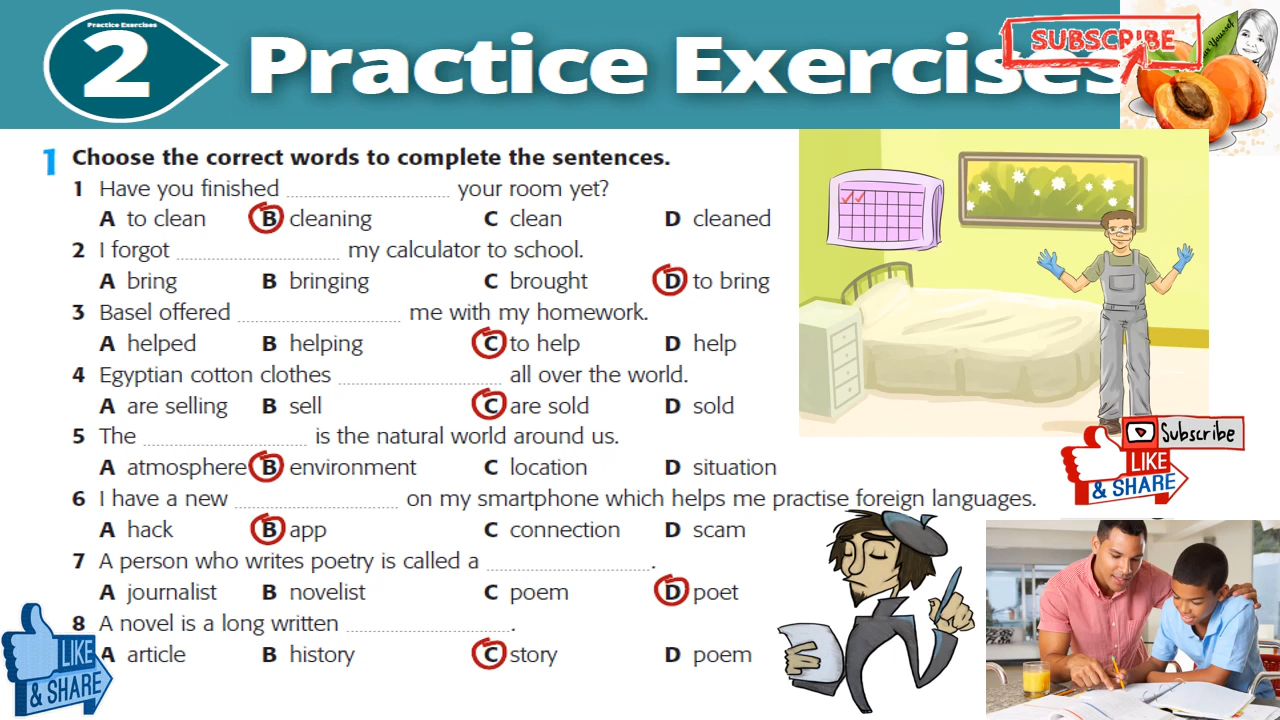 Practice Exercises
2 Practice Exercises
SUBSCRIBE
1 Choose the correct words to complete the sentences.
1 Have you finished ............ your room yet?
A to clean B cleaning C clean D cleaned
2 I forgot ............ my calculator to school.
A bring B bringing C brought D to bring
3 Basel offered ............ me with my homework.
A helped B helping C to help D help
4 Egyptian cotton clothes ............ all over the world.
A are selling B sell C are sold D sold
5 The ............ is the natural world around us.
A atmosphere B environment C location D situation
Subscribe
LIKE
& SHARE
6 I have a new ............ on my smartphone which helps me practise foreign languages.
A hack B app C connection D scam
7 A person who writes poetry is called a ............ .
A journalist B novelist C poem D poet
8 A novel is a long written ............ .
A article B history C story D poem
LIKE
& SHARE